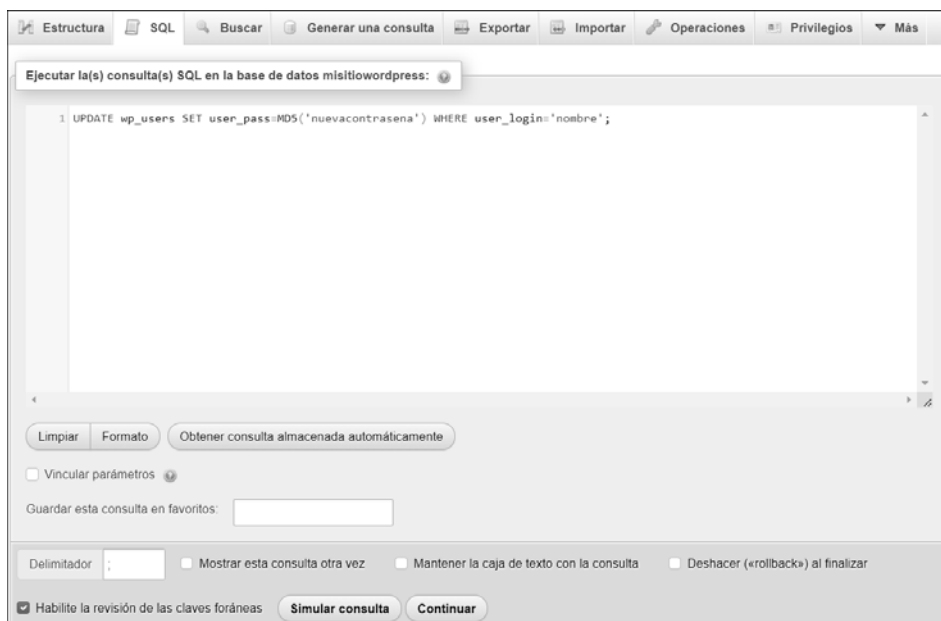 Estructura SQL Buscar Generar una consulta Exportar Importar Operaciones Privilegios Más
Ejecutar la(s) consulta(s) SQL en la base de datos misitiowordpress:
1 UPDATE wp_users SET user_pass=MD5('nuevacontrasena') WHERE user_login='nombre';
Limpiar Formato Obtener consulta almacenada automáticamente
Vincular parámetros
Guardar esta consulta en favoritos:
Delimitador ; Mostrar esta consulta otra vez Mantener la caja de texto con la consulta Deshacer («rollback») al finalizar
Habilite la revisión de las claves foráneas Simular consulta Continuar